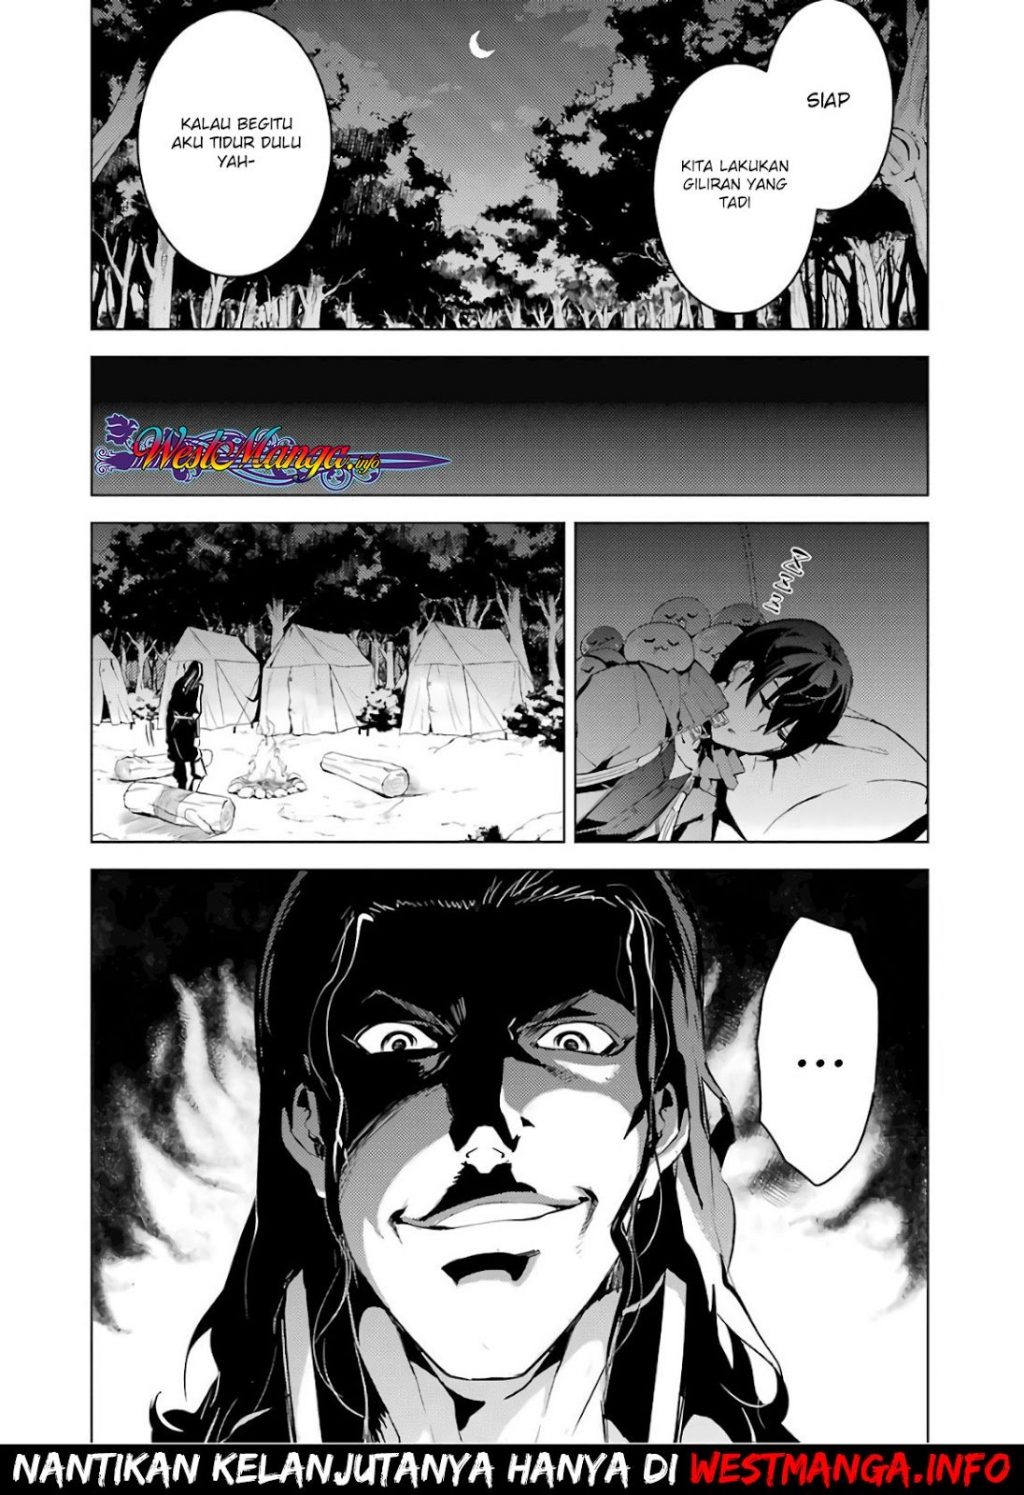 SIAP
KITA LAKUKAN
GILIRAN YANG
TADI
KALAU BEGITU
AKU TIDUR DULU
YAH-
WestManga.info
...
NANTIKAN KELANJUTANYA HANYA DI WESTMANGA.INFO